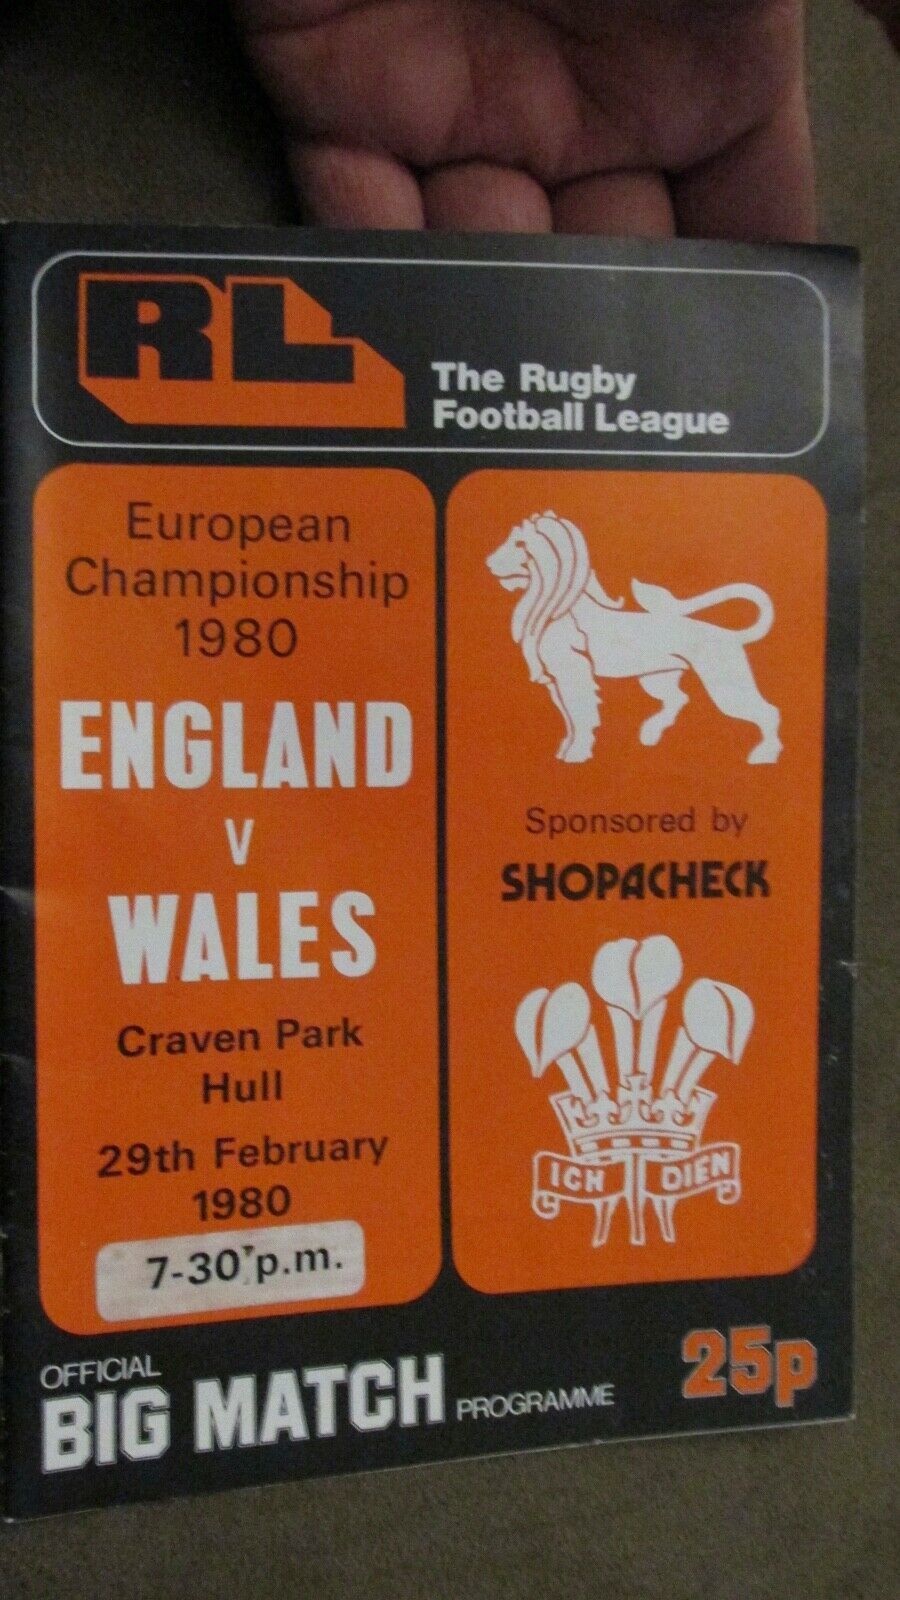 RL
The Rugby
Football League
European
Championship
1980
ENGLAND
V
WALES
Craven Park
Hull
29th February
1980
7-30 p.m.
Sponsored by
SHOPACHECK
ICH DIEN
OFFICIAL
BIG MATCH PROGRAMME
25p